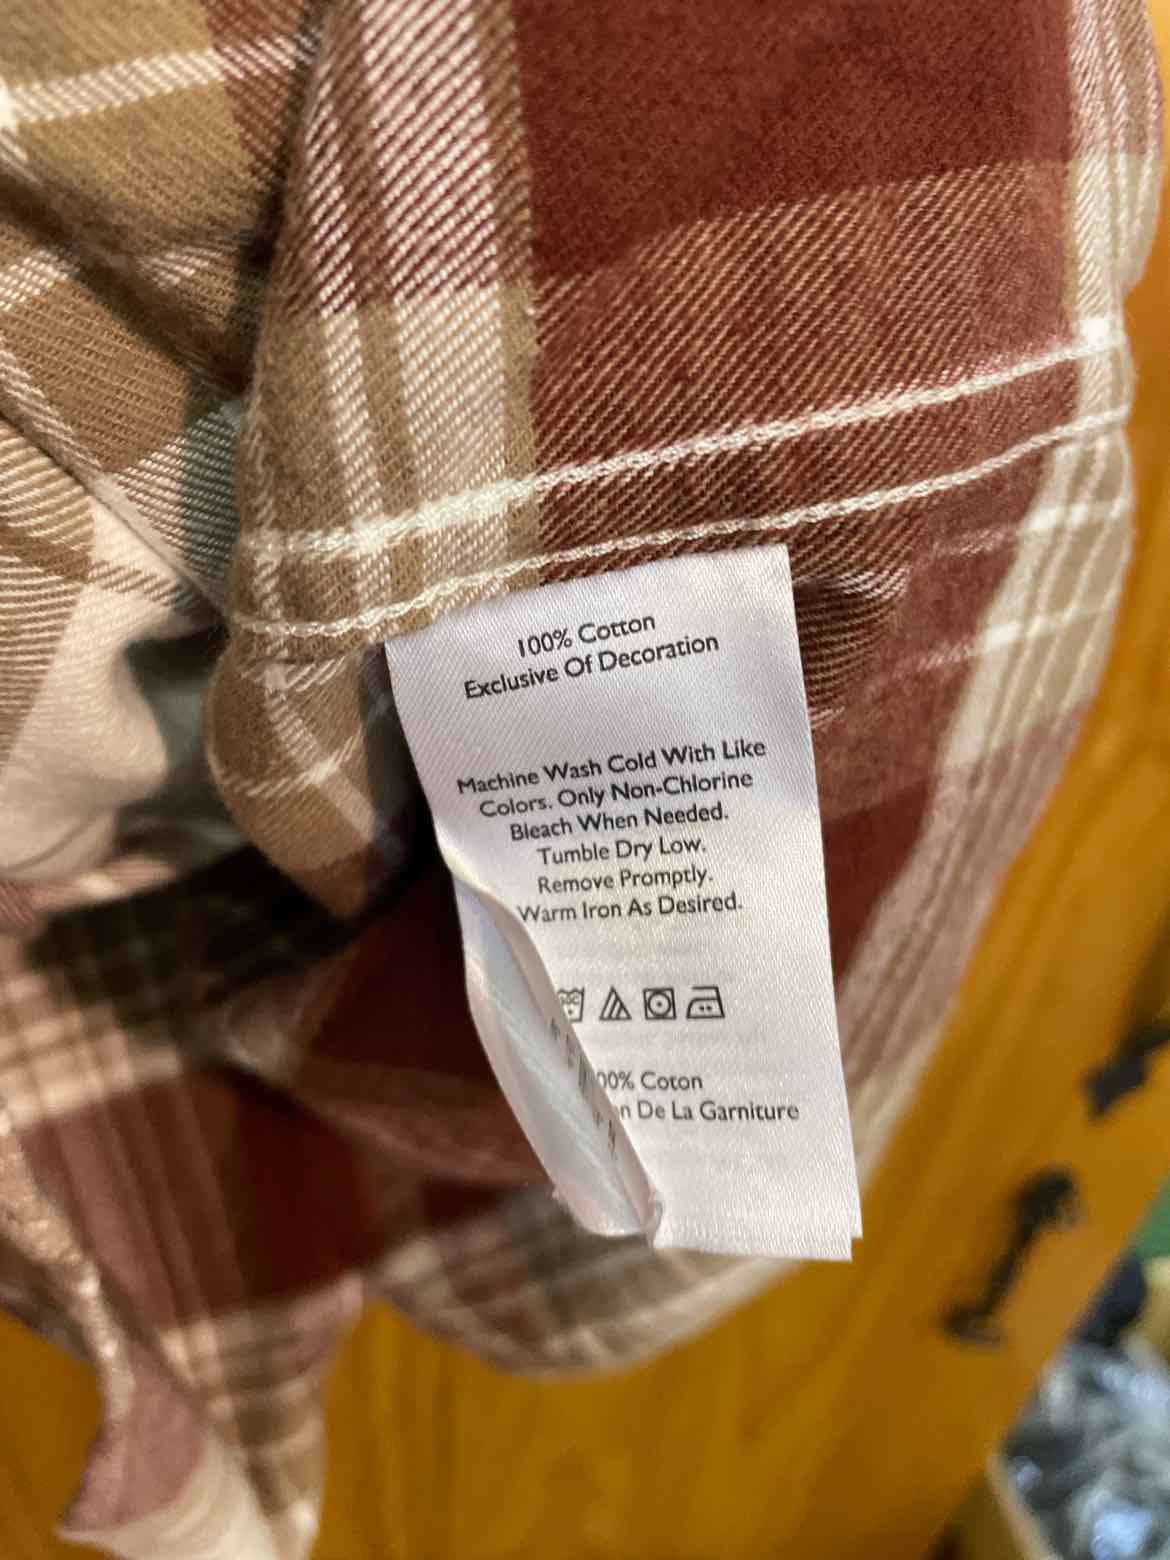 100% Cotton
Exclusive Of Decoration
Machine Wash Cold With Like
Colors. Only Non-Chlorine
Bleach When Needed.
Tumble Dry Low.
Remove Promptly.
Warm Iron As Desired.
00% Coton
De La Garniture